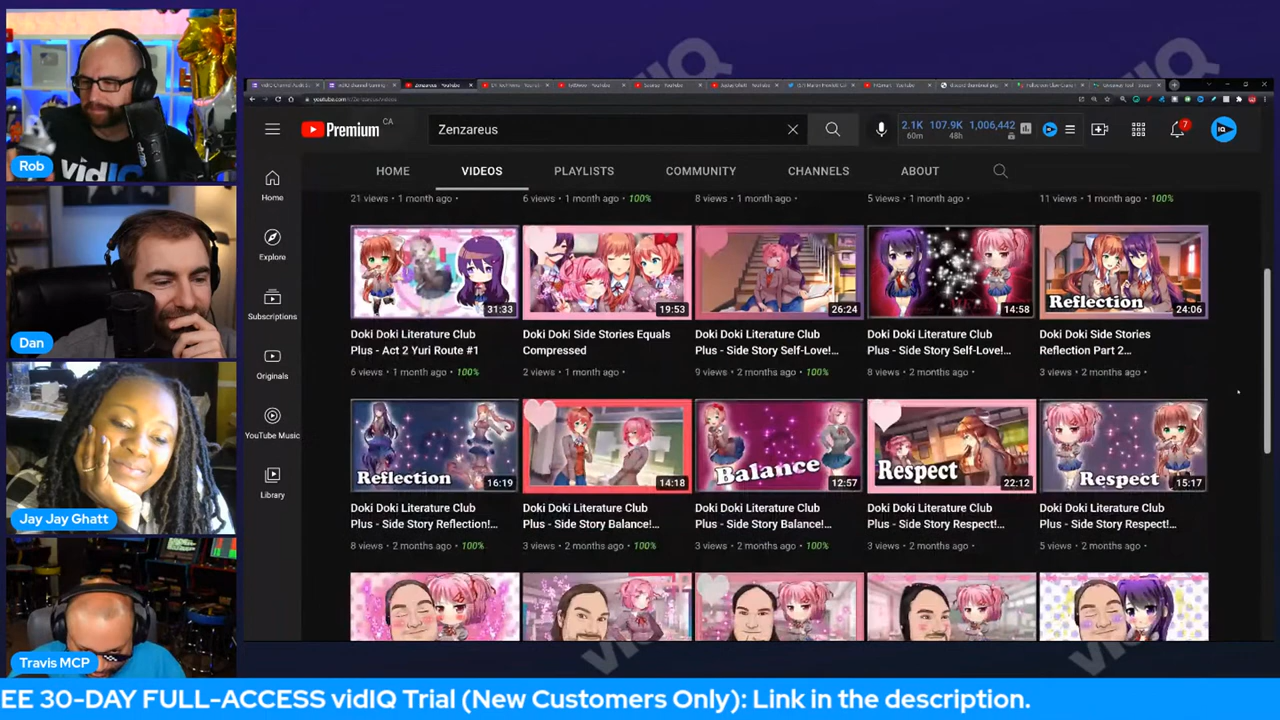 vidIQ
Rob
Dan
Jay Jay Ghatt
Travis MCP
Premium
CA
Zenzareus
2.1K 107.9K 1,006,442
60m 48h
7
IQ
HOME VIDEOS PLAYLISTS COMMUNITY CHANNELS ABOUT
Home
Explore
Subscriptions
Originals
YouTube Music
Library
21 views • 1 month ago • 100%
6 views • 1 month ago • 100%
8 views • 1 month ago •
5 views • 1 month ago •
11 views • 1 month ago • 100%
31:33
19:53
26:24
14:58
Reflection
24:06
Doki Doki Literature Club
Plus - Act 2 Yuri Route #1
6 views • 1 month ago • 100%
Doki Doki Side Stories Equals
Compressed
2 views • 1 month ago •
Doki Doki Literature Club
Plus - Side Story Self-Love!...
9 views • 2 months ago • 100%
Doki Doki Literature Club
Plus - Side Story Self-Love!...
8 views • 2 months ago •
Doki Doki Side Stories
Reflection Part 2...
3 views • 2 months ago •
Reflection
16:19
14:18
Balance
12:57
Respect
22:12
Respect
15:17
Doki Doki Literature Club
Plus - Side Story Reflection!...
8 views • 2 months ago • 100%
Doki Doki Literature Club
Plus - Side Story Balance!...
3 views • 2 months ago • 100%
Doki Doki Literature Club
Plus - Side Story Balance!...
3 views • 2 months ago • 100%
Doki Doki Literature Club
Plus - Side Story Respect!...
3 views • 2 months ago •
Doki Doki Literature Club
Plus - Side Story Respect!...
5 views • 2 months ago •
EE 30-DAY FULL-ACCESS vidIQ Trial (New Customers Only): Link in the description.